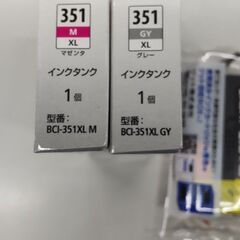 351
M
XL
マゼンタ
インクタンク
1個
型番：
BCI-351XL M
351
GY
XL
グレー
インクタンク
1個
型番：
BCI-351XL GY